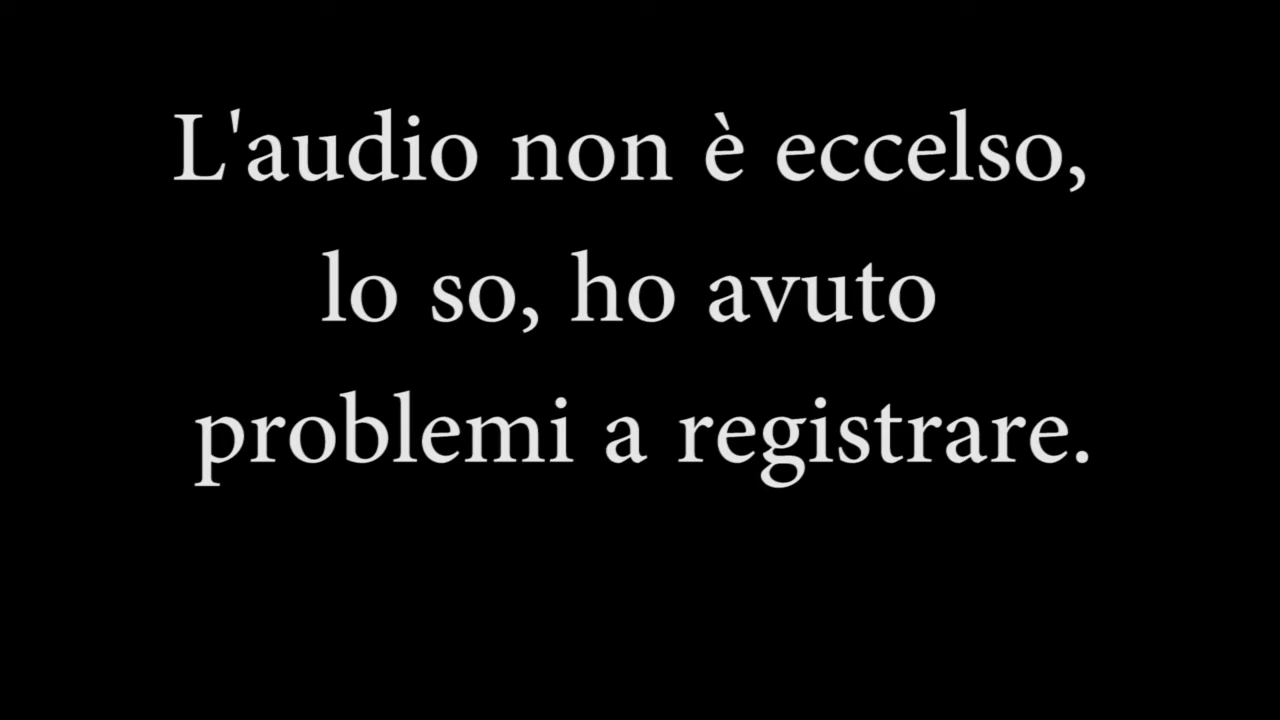 L'audio non è eccelso,
lo so, ho avuto
problemi a registrare.